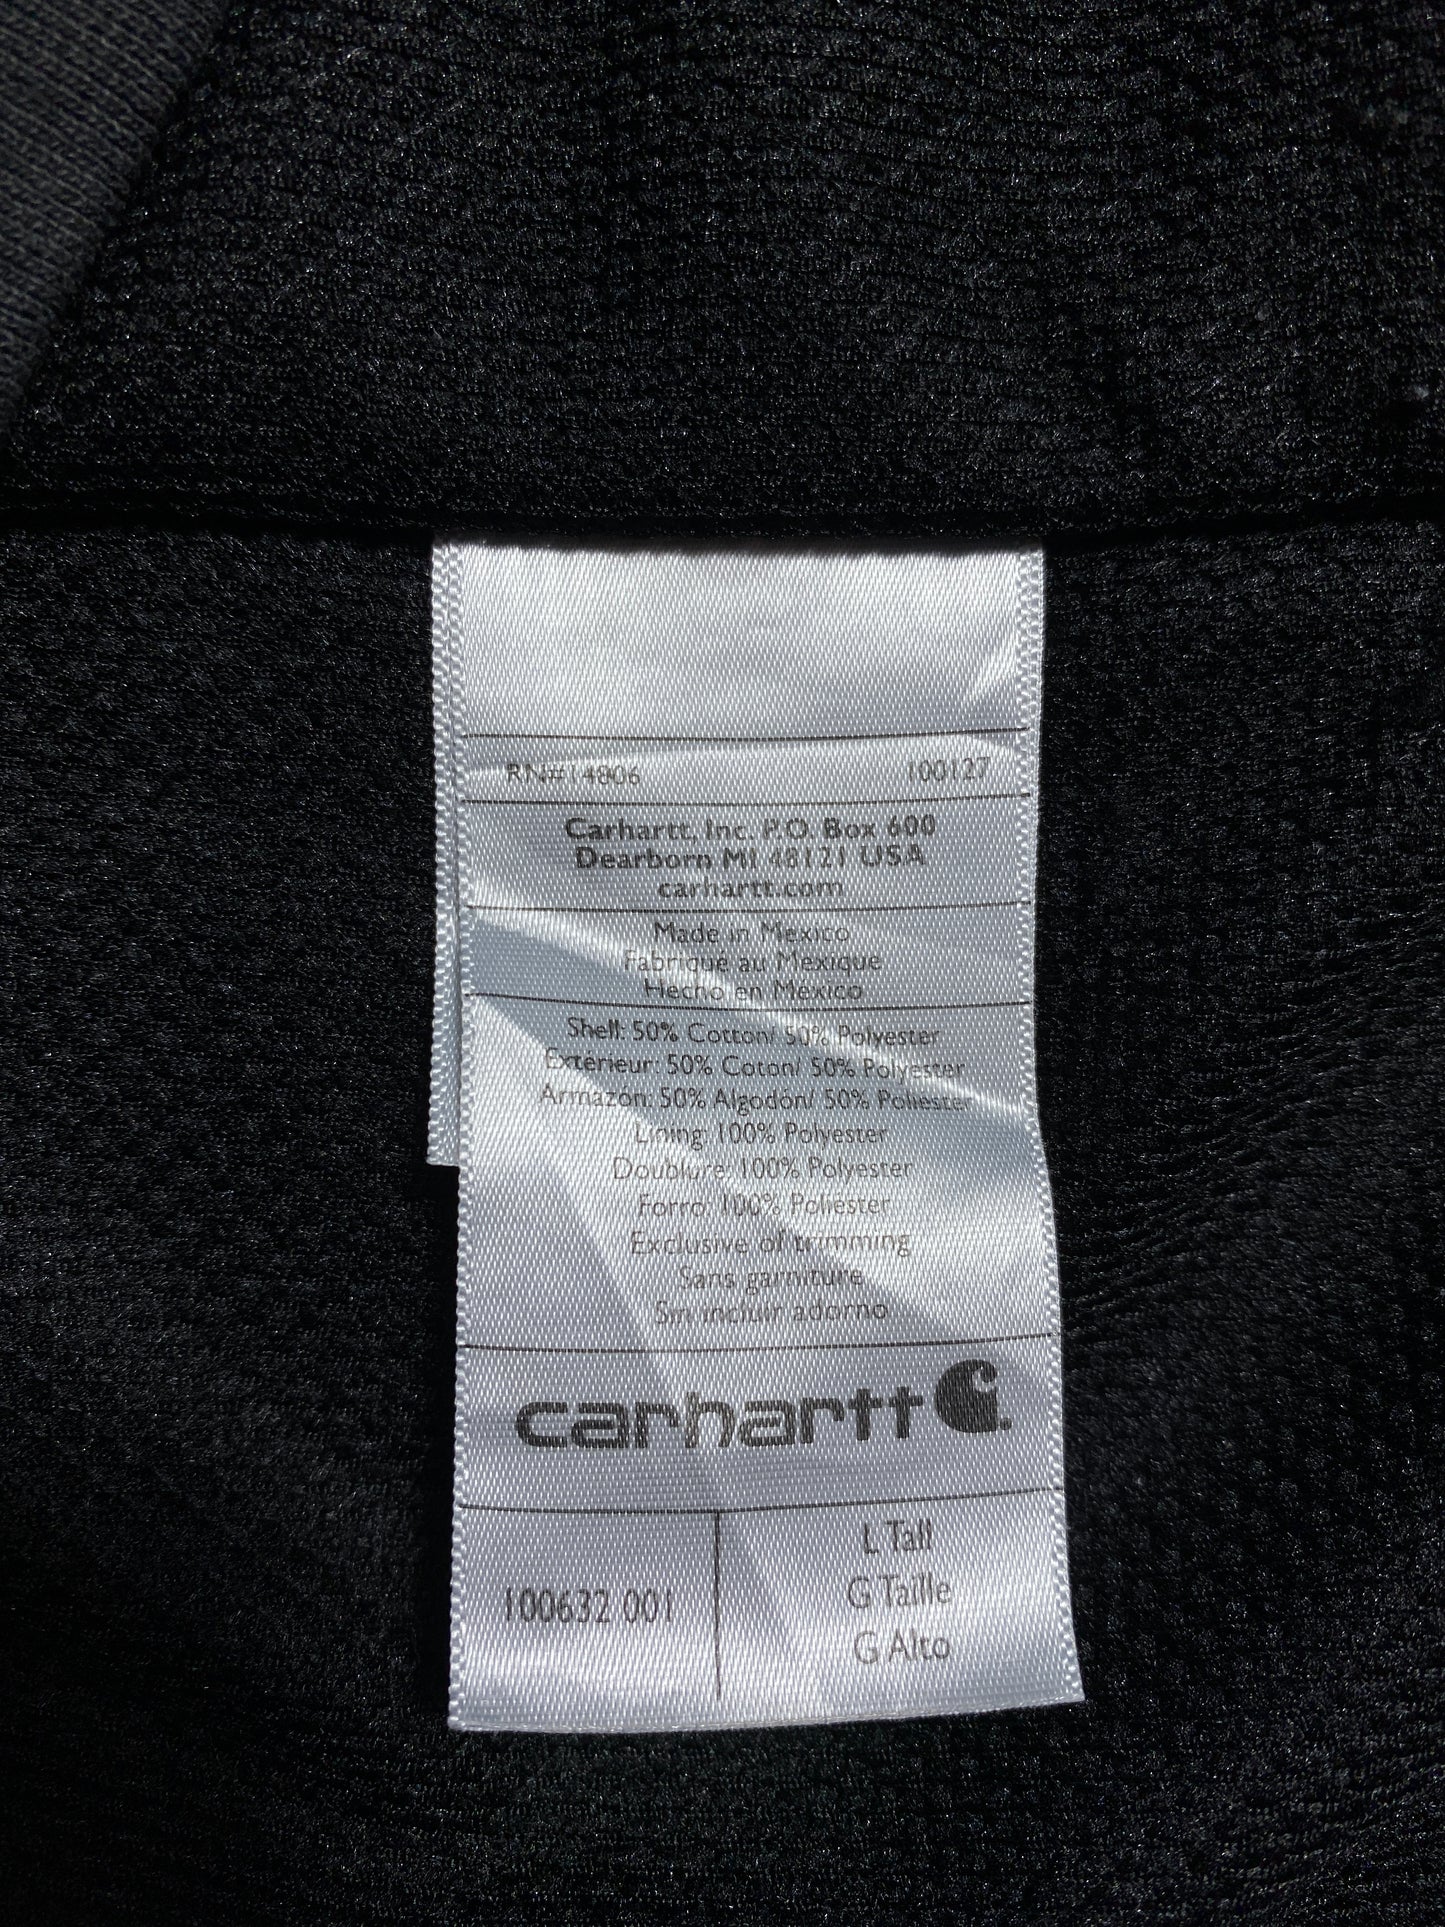 RN#14806 100127
Carhartt, Inc. P.O. Box 600
Dearborn MI 48121 USA
carhartt.com
Made in Mexico
Fabriqué au Mexique
Hecho en Mexico
Shell: 50% Cotton/ 50% Polyester
Extérieur: 50% Coton/ 50% Polyester
Armazón: 50% Algodón/ 50% Poliester
Lining: 100% Polyester
Doublure: 100% Polyester
Forro: 100% Poliester
Exclusive of trimming
Sans garniture
Sin incluir adorno
carhartt
100632 001
L Tall
G Taille
G Alto